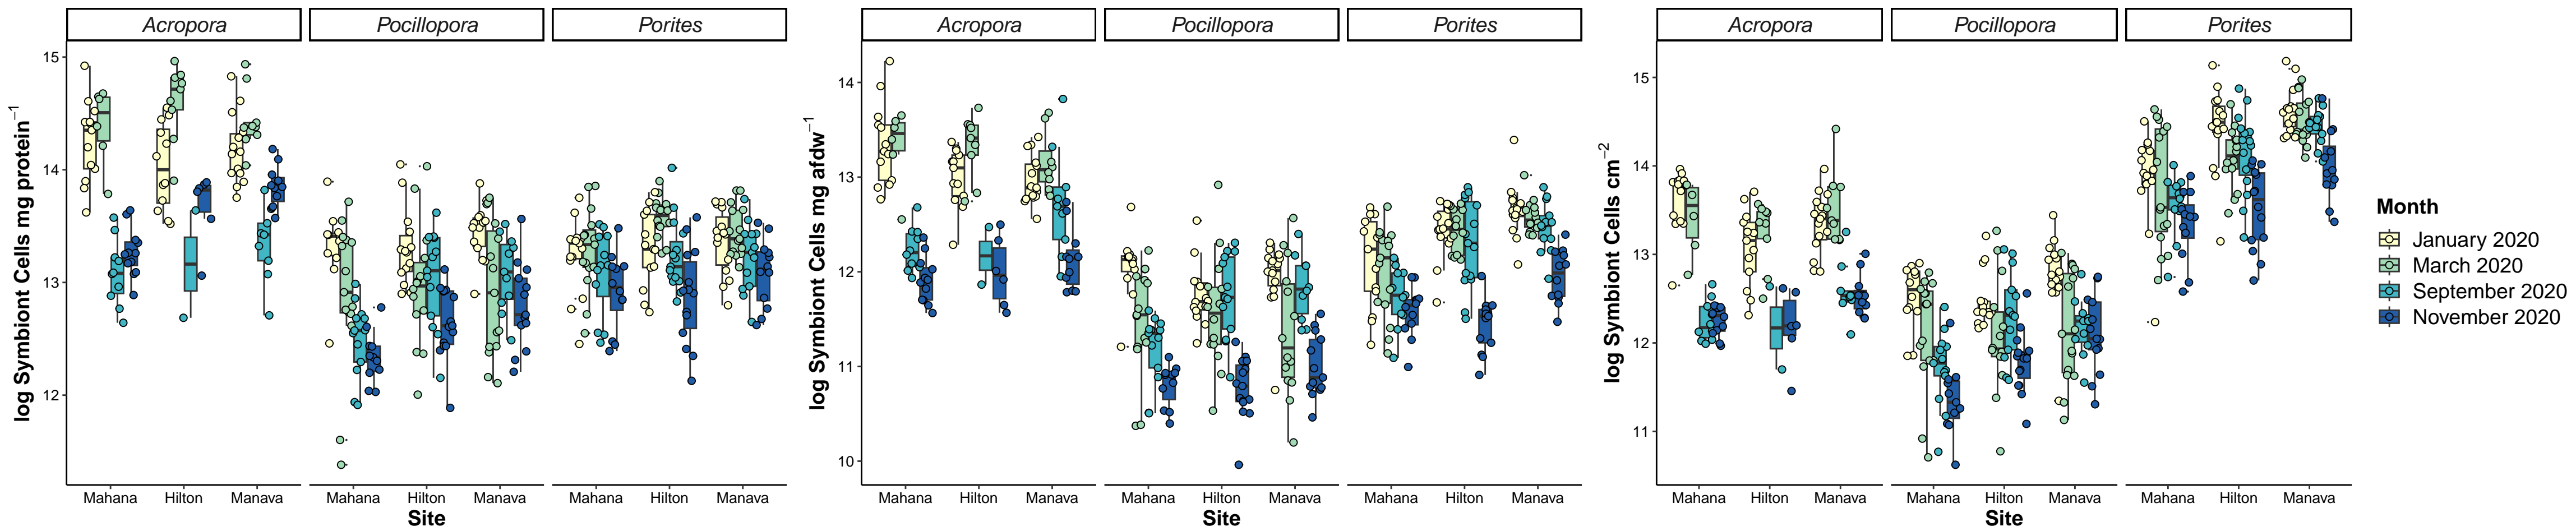 Acropora
Pocillopora
Porites
log Symbiont Cells mg protein⁻¹
15
14
13
12
Mahana Hilton Manava
Mahana Hilton Manava
Mahana Hilton Manava
Site
Acropora
Pocillopora
Porites
log Symbiont Cells mg afdw⁻¹
14
13
12
11
10
Mahana Hilton Manava
Mahana Hilton Manava
Mahana Hilton Manava
Site
Acropora
Pocillopora
Porites
log Symbiont Cells cm⁻²
15
14
13
12
11
Mahana Hilton Manava
Mahana Hilton Manava
Mahana Hilton Manava
Site
Month
January 2020
March 2020
September 2020
November 2020